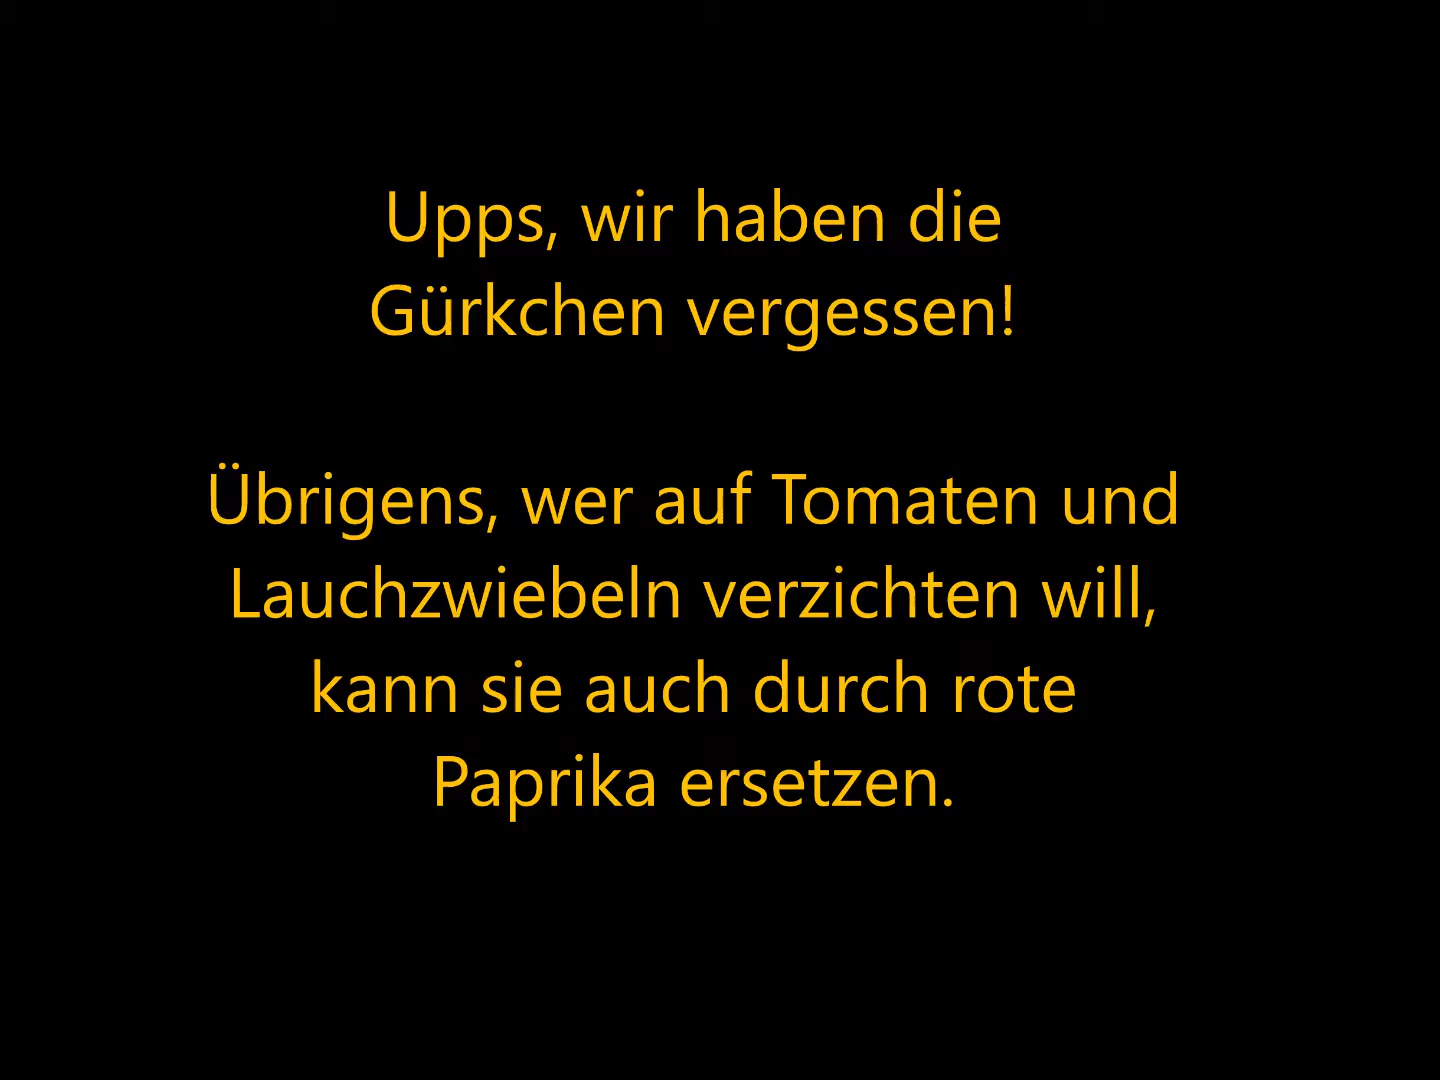 Upps, wir haben die
Gürkchen vergessen!
Übrigens, wer auf Tomaten und
Lauchzwiebeln verzichten will,
kann sie auch durch rote
Paprika ersetzen.